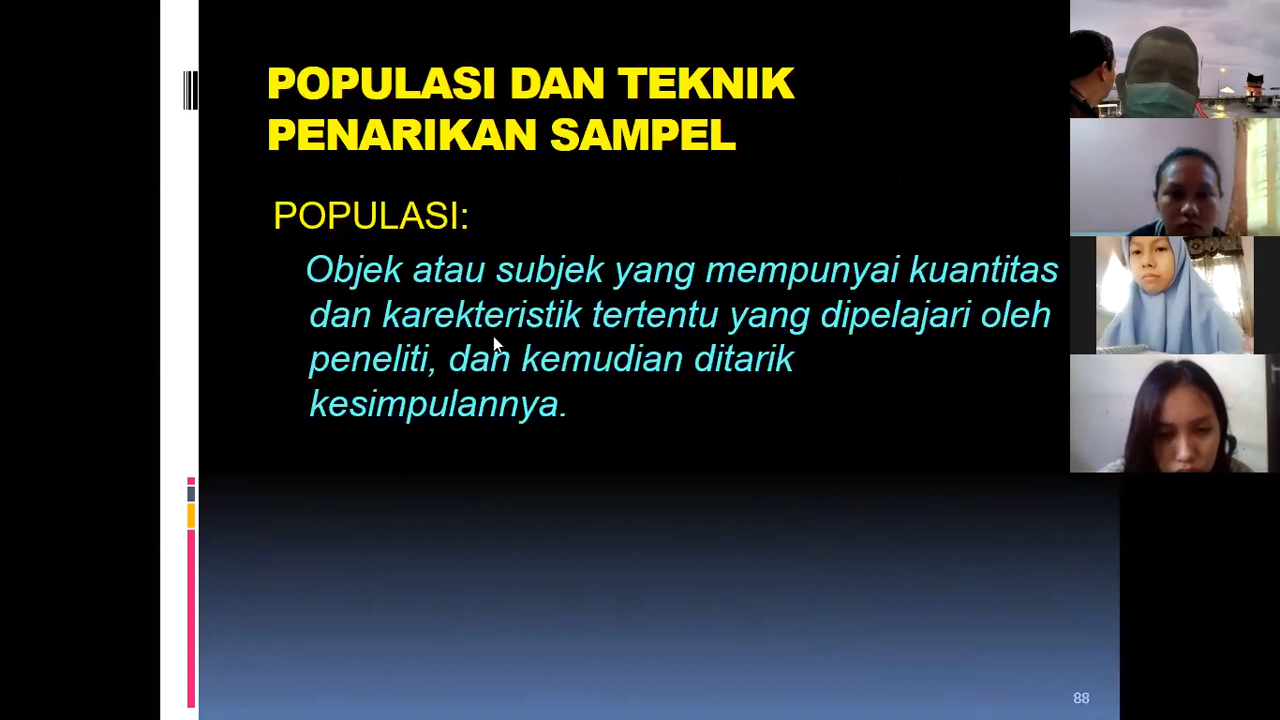 POPULASI DAN TEKNIK
PENARIKAN SAMPEL
POPULASI:
Objek atau subjek yang mempunyai kuantitas
dan karekteristik tertentu yang dipelajari oleh
peneliti, dan kemudian ditarik
kesimpulannya.
88